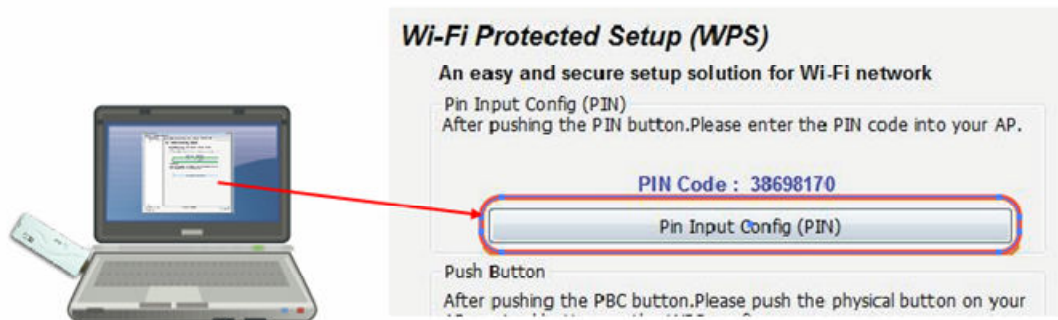 Wi-Fi Protected Setup (WPS)
An easy and secure setup solution for Wi-Fi network
Pin Input Config (PIN)
After pushing the PIN button.Please enter the PIN code into your AP.
PIN Code : 38698170
Pin Input Config (PIN)
Push Button
After pushing the PBC button.Please push the physical button on your